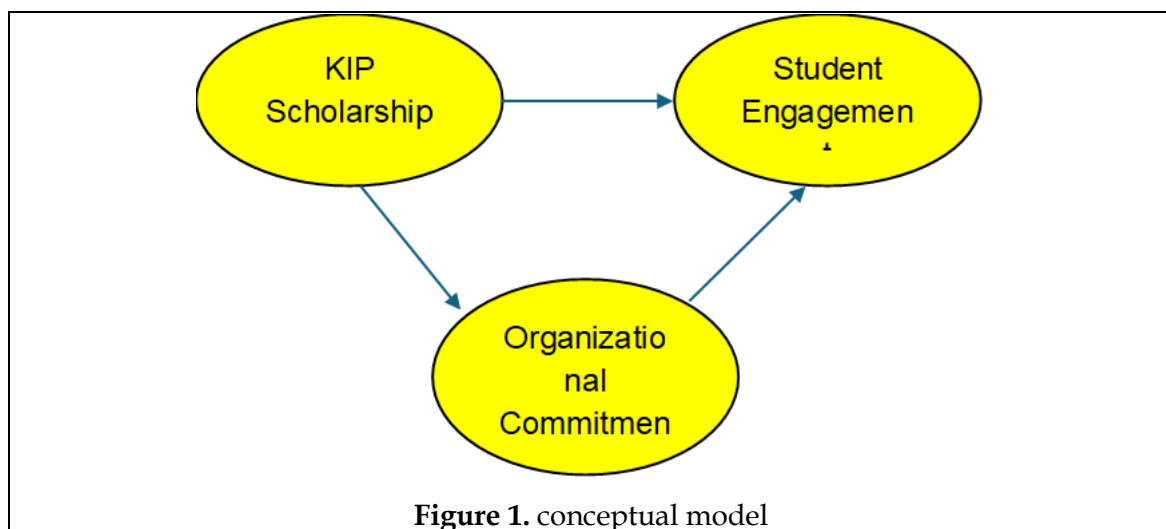 KIP
Scholarship
Student
Engagemen
Organizatio
nal
Commitmen
Figure 1. conceptual model